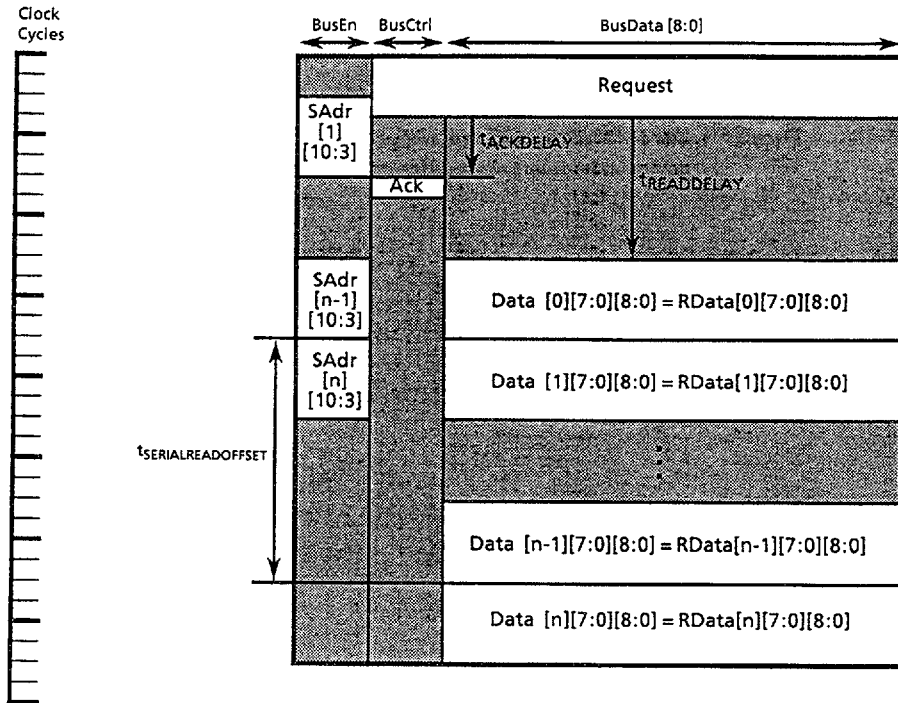 Clock
Cycles
BusEn
BusCtrl
BusData [8:0]
Request
SAdr
[1]
[10:3]
tACKDELAY
tREADDELAY
Ack
SAdr
[n-1]
[10:3]
Data [0][7:0][8:0] = RData[0][7:0][8:0]
SAdr
[n]
[10:3]
Data [1][7:0][8:0] = RData[1][7:0][8:0]
tSERIALREADOFFSET
Data [n-1][7:0][8:0] = RData[n-1][7:0][8:0]
Data [n][7:0][8:0] = RData[n][7:0][8:0]